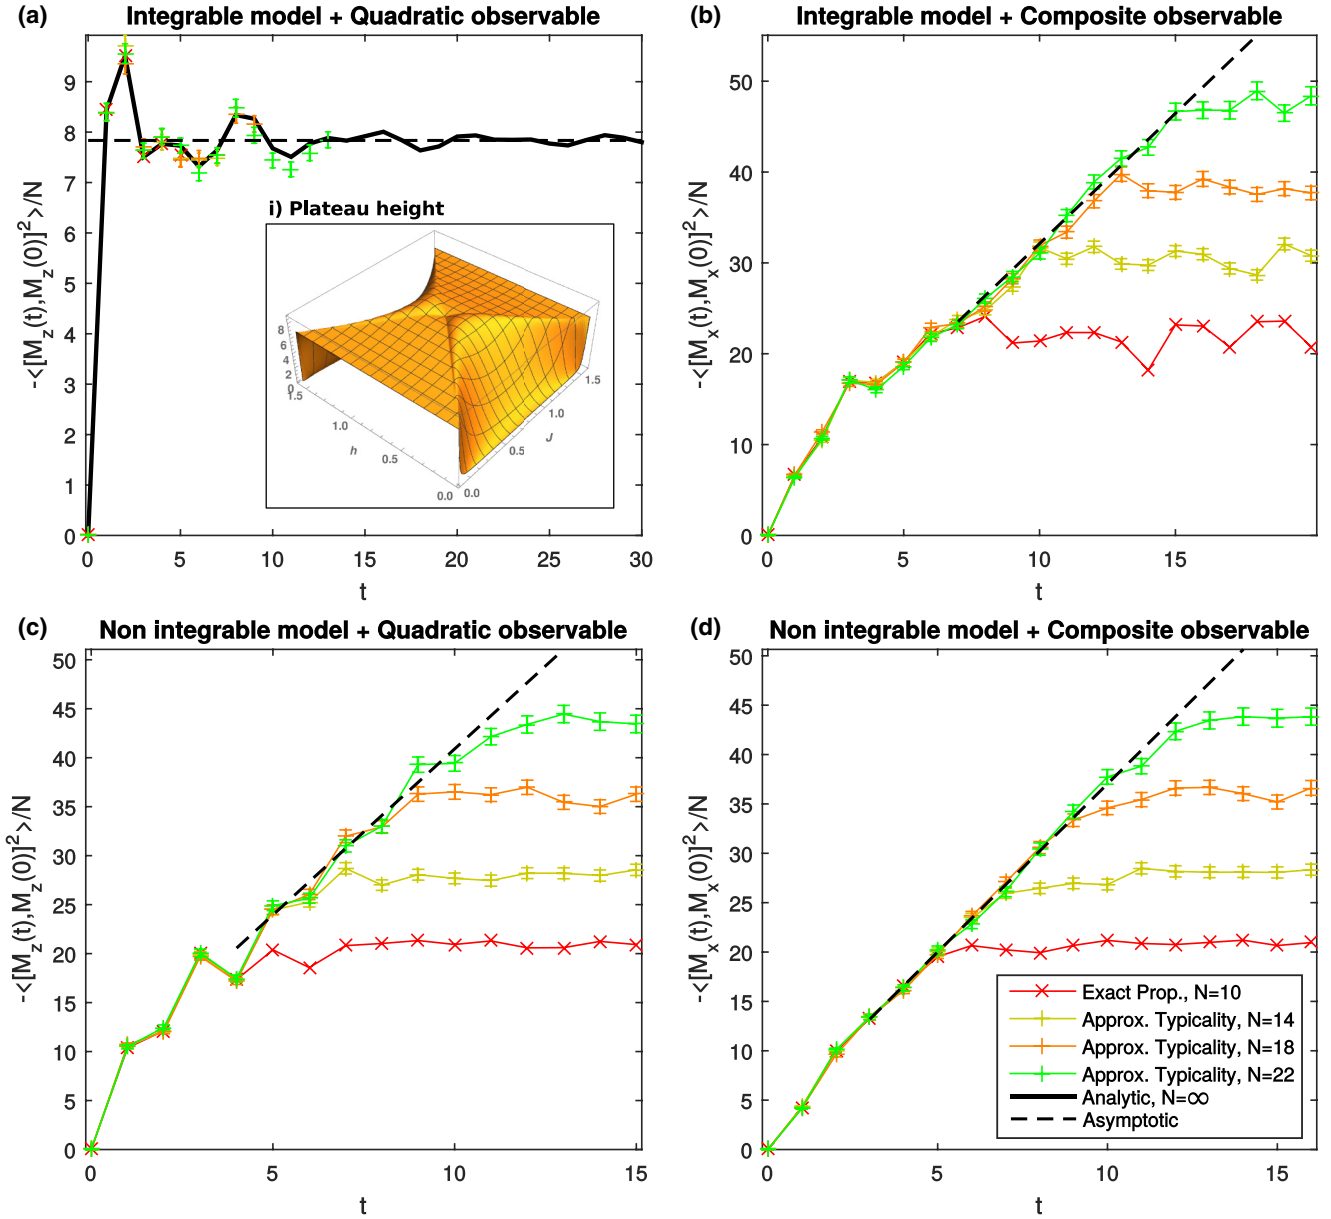 (a) Integrable model + Quadratic observable
-<[M_z(t),M_z(0)]^2>/N
9
8
7
6
5
4
3
2
1
0
0 5 10 15 20 25 30
t
i) Plateau height
8
6
4
2
0
1.5
1.0
h
0.5
0.0
0.0
0.5
1.0
J
1.5
(b) Integrable model + Composite observable
-<[M_x(t),M_x(0)]^2>/N
50
40
30
20
10
0
0 5 10 15
t
(c) Non integrable model + Quadratic observable
-<[M_z(t),M_z(0)]^2>/N
50
45
40
35
30
25
20
15
10
5
0
0 5 10 15
t
(d) Non integrable model + Composite observable
-<[M_x(t),M_x(0)]^2>/N
50
45
40
35
30
25
20
15
10
5
0
0 5 10 15
t
Exact Prop., N=10
Approx. Typicality, N=14
Approx. Typicality, N=18
Approx. Typicality, N=22
Analytic, N=∞
Asymptotic